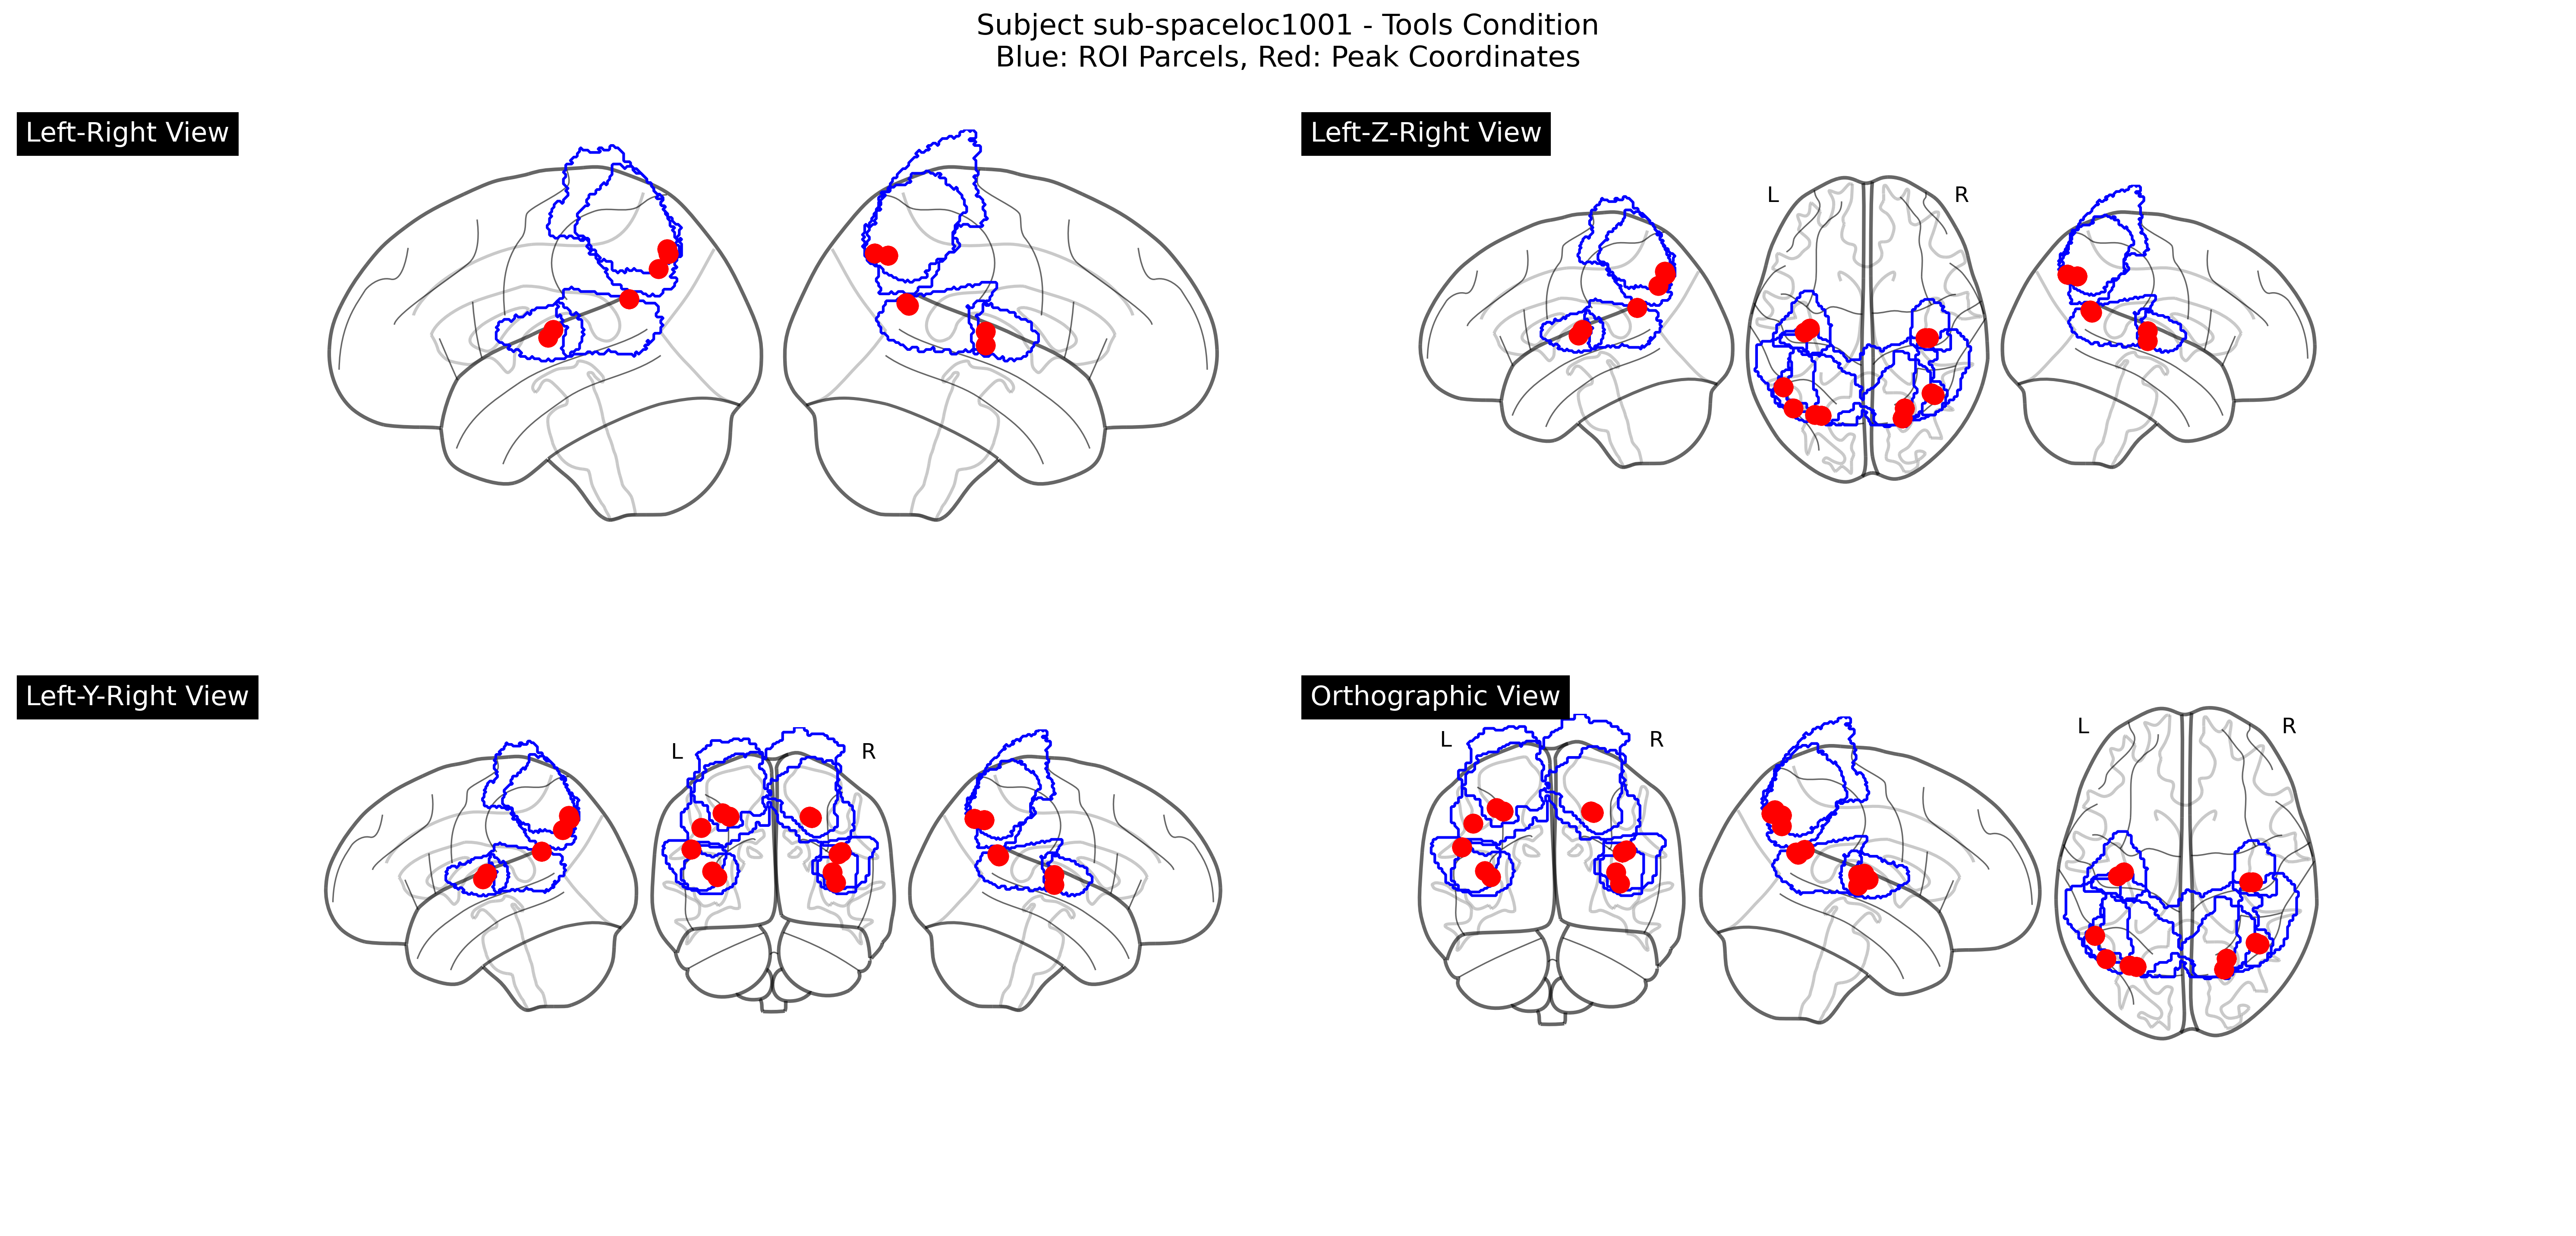 Subject sub-spaceloc1001 - Tools Condition
Blue: ROI Parcels, Red: Peak Coordinates
Left-Right View
Left-Z-Right View
L R
Left-Y-Right View
L R
Orthographic View
L R
L R